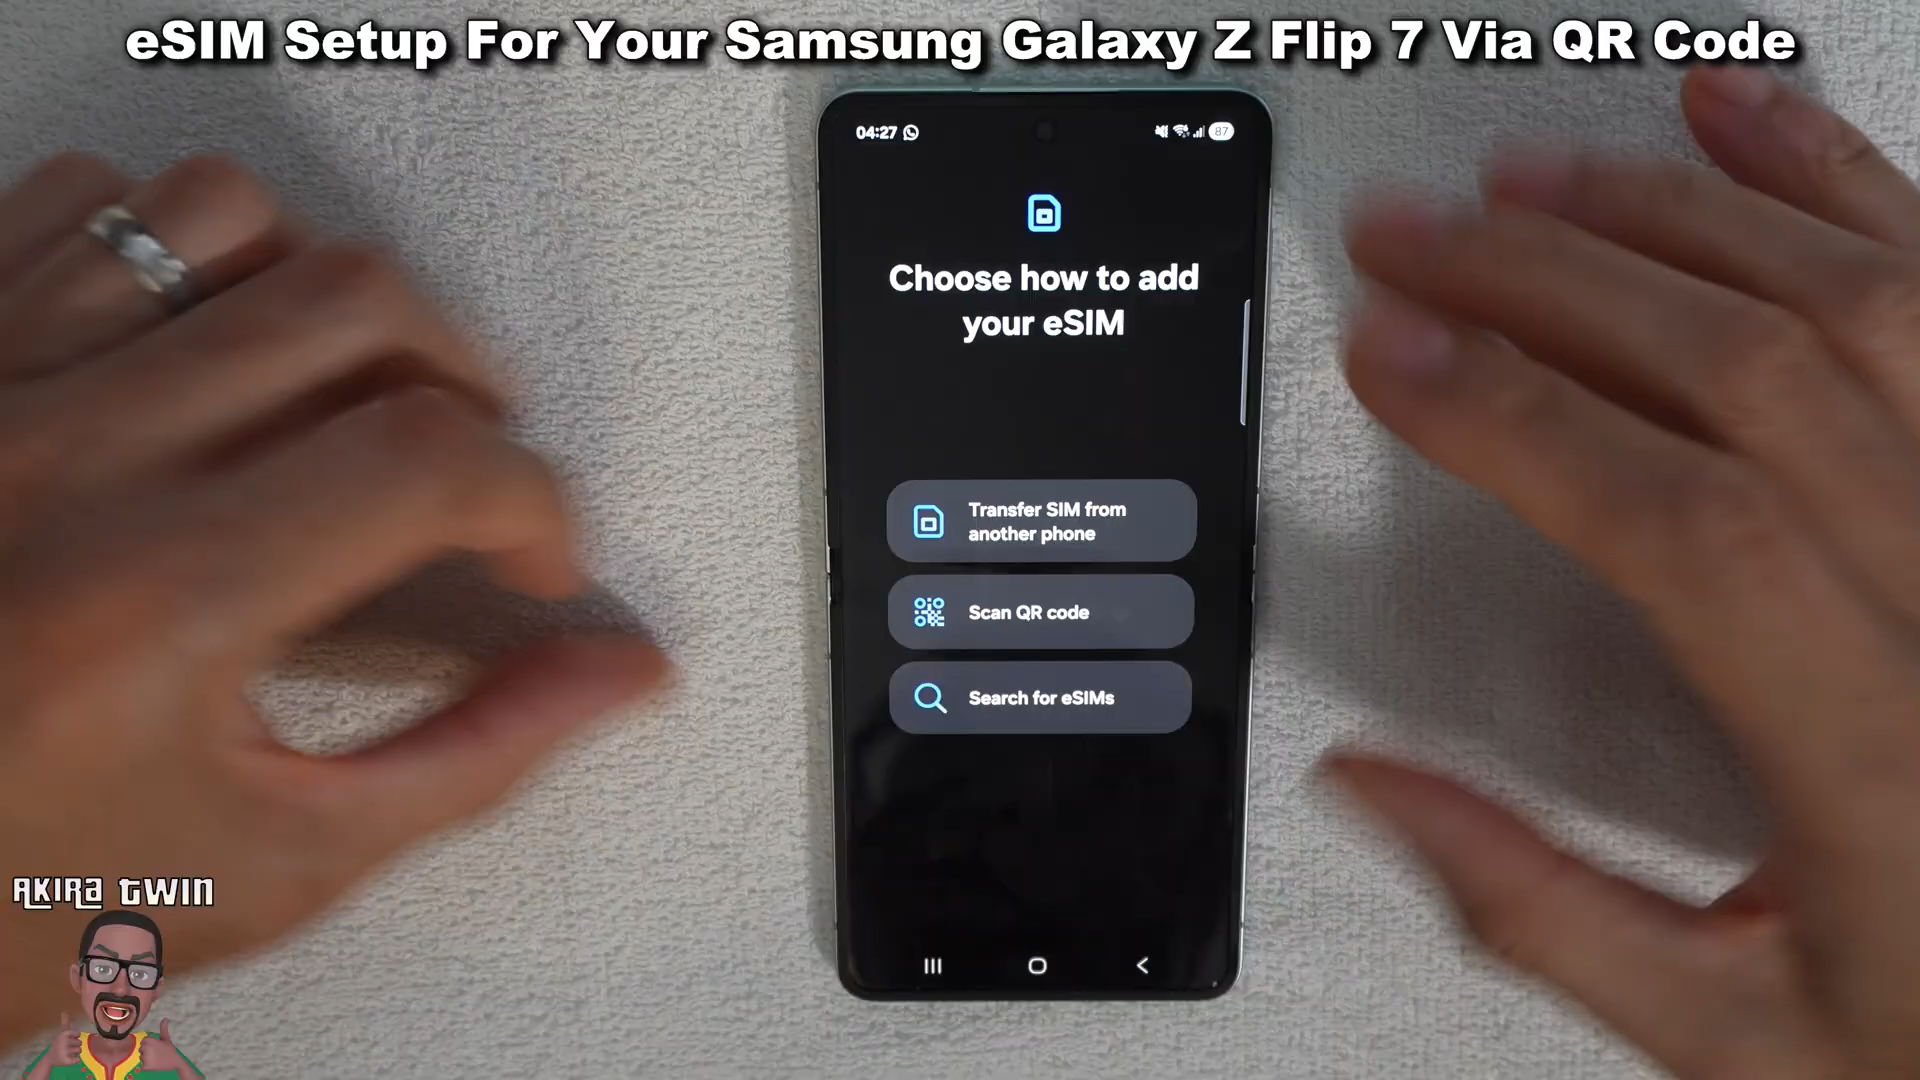 eSIM Setup For Your Samsung Galaxy Z Flip 7 Via QR Code
04:27
87
Choose how to add
your eSIM
Transfer SIM from
another phone
Scan QR code
Search for eSIMs
AKIRA TWIN